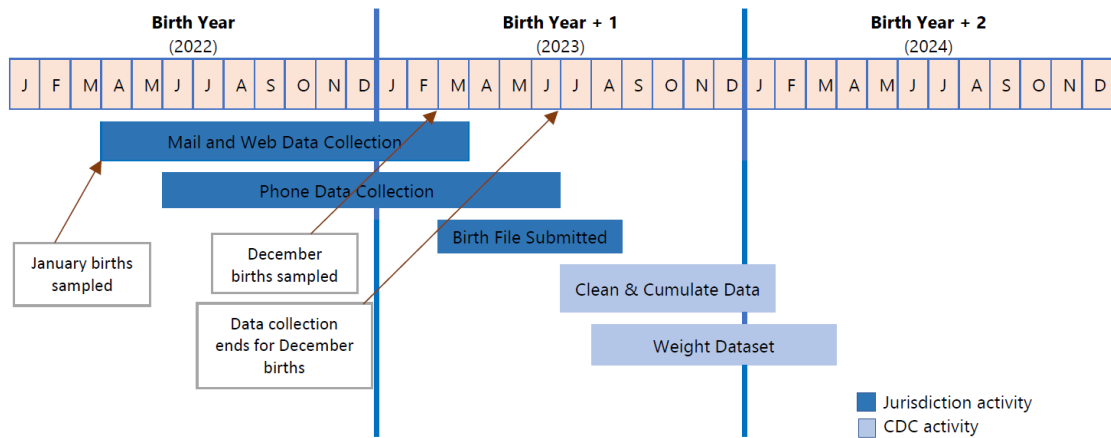 Birth Year
(2022)
Birth Year + 1
(2023)
Birth Year + 2
(2024)
J F M A M J J A S O N D J F M A M J J A S O N D J F M A M J J A S O N D
Mail and Web Data Collection
Phone Data Collection
Birth File Submitted
Clean & Cumulate Data
Weight Dataset
January births
sampled
December
births sampled
Data collection
ends for December
births
Jurisdiction activity
CDC activity